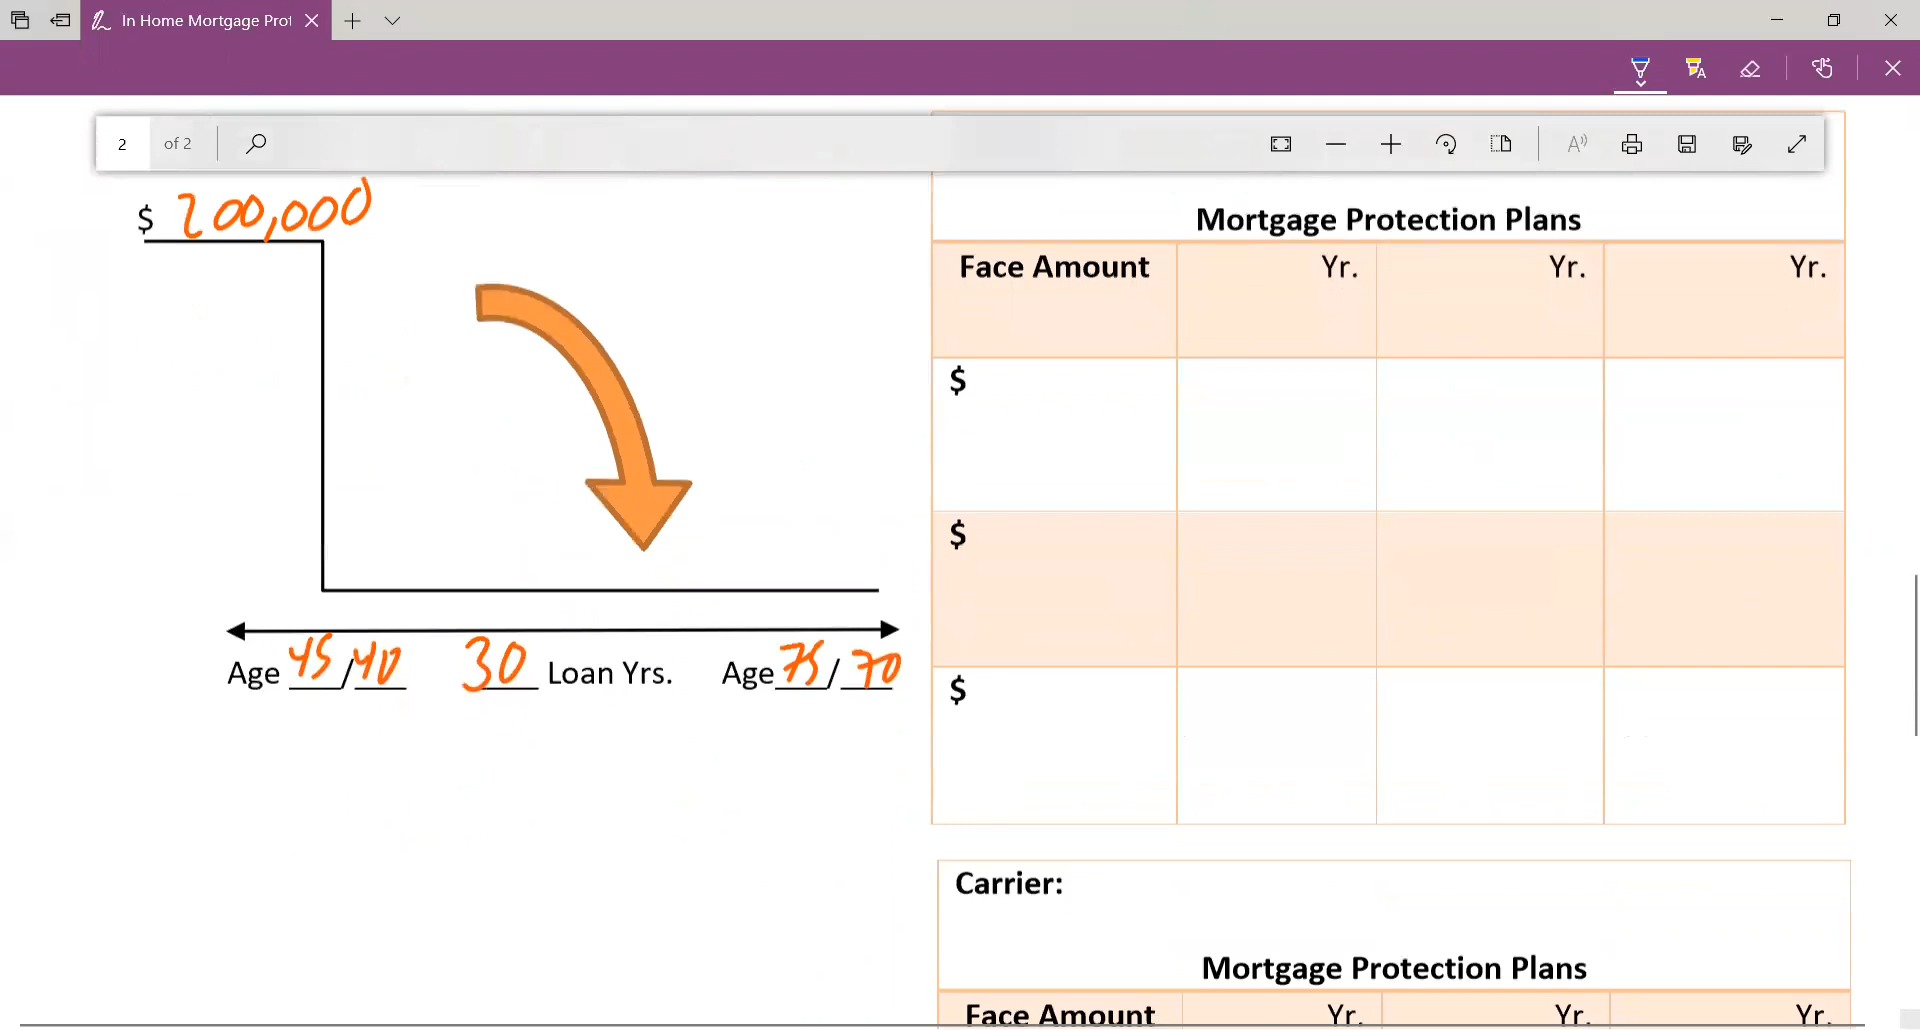 In Home Mortgage Prot
2 of 2
$ 200,000
Age 45/40 30 Loan Yrs. Age 75/70
Mortgage Protection Plans
Face Amount Yr. Yr. Yr.
$
$
$
Carrier:
Mortgage Protection Plans
Face Amount Yr. Yr. Yr.